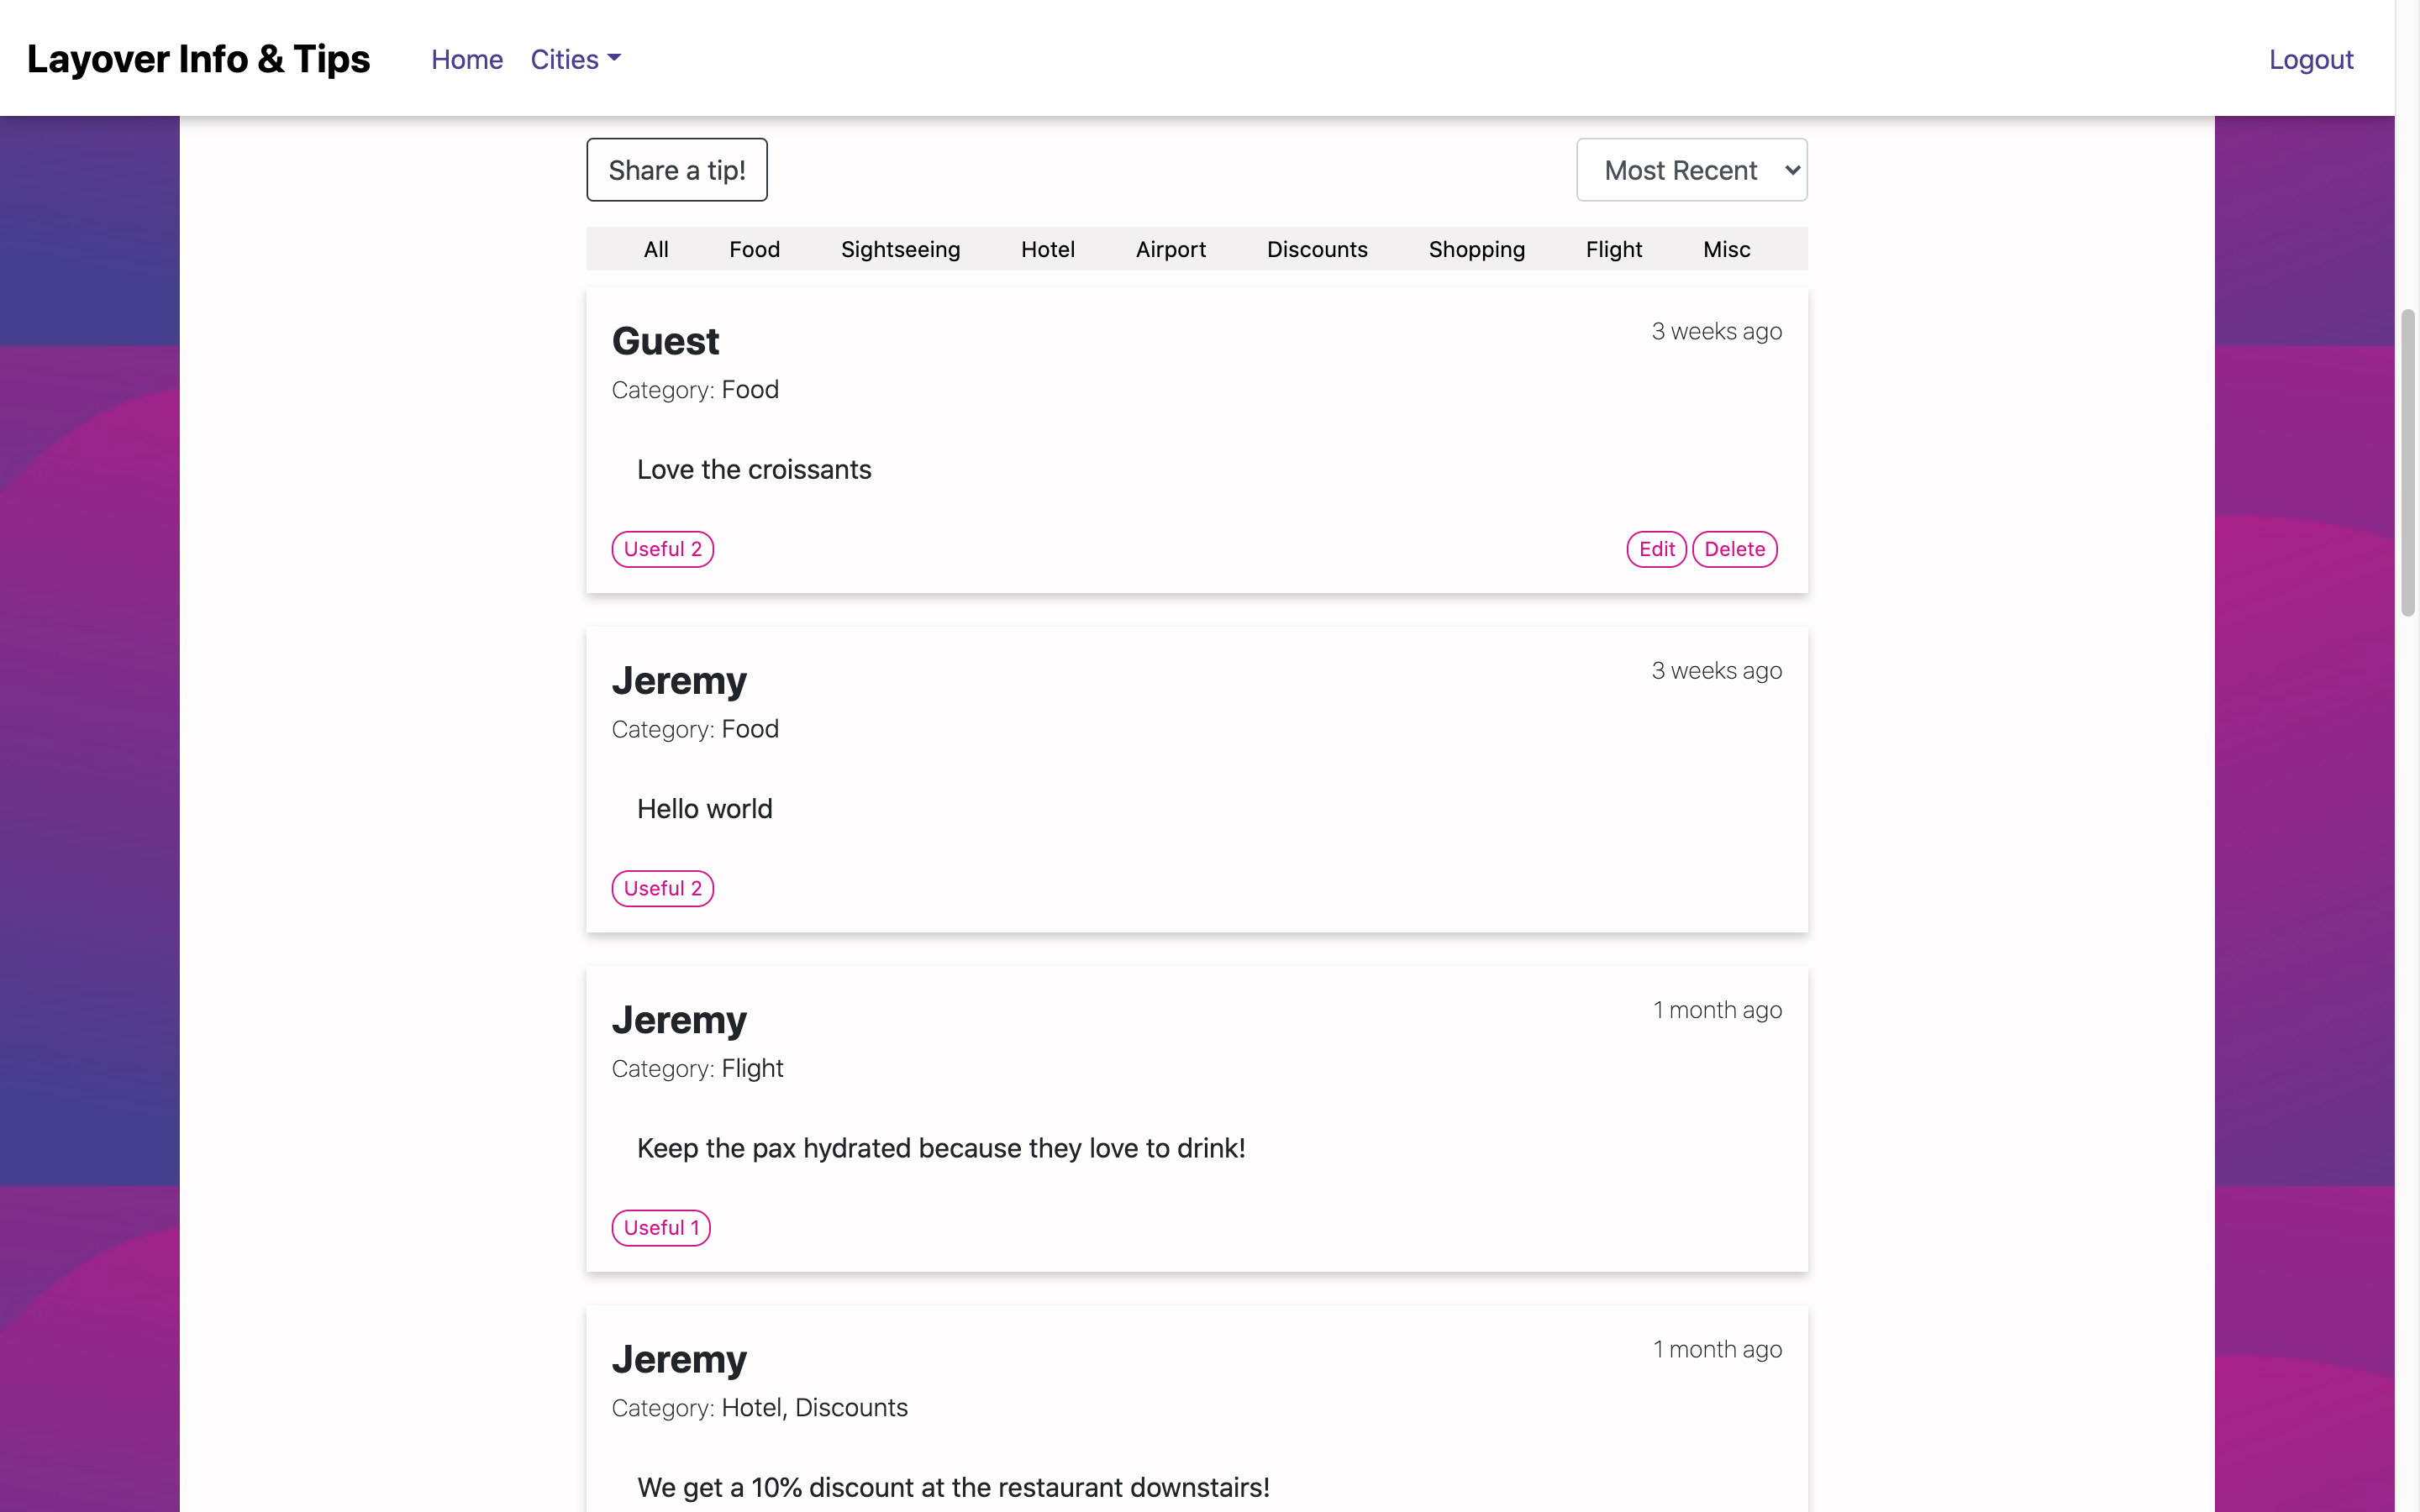 Layover Info & Tips Home Cities Logout
Share a tip! Most Recent
All Food Sightseeing Hotel Airport Discounts Shopping Flight Misc
Guest 3 weeks ago
Category: Food
Love the croissants
Useful 2 Edit Delete
Jeremy 3 weeks ago
Category: Food
Hello world
Useful 2
Jeremy 1 month ago
Category: Flight
Keep the pax hydrated because they love to drink!
Useful 1
Jeremy 1 month ago
Category: Hotel, Discounts
We get a 10% discount at the restaurant downstairs!